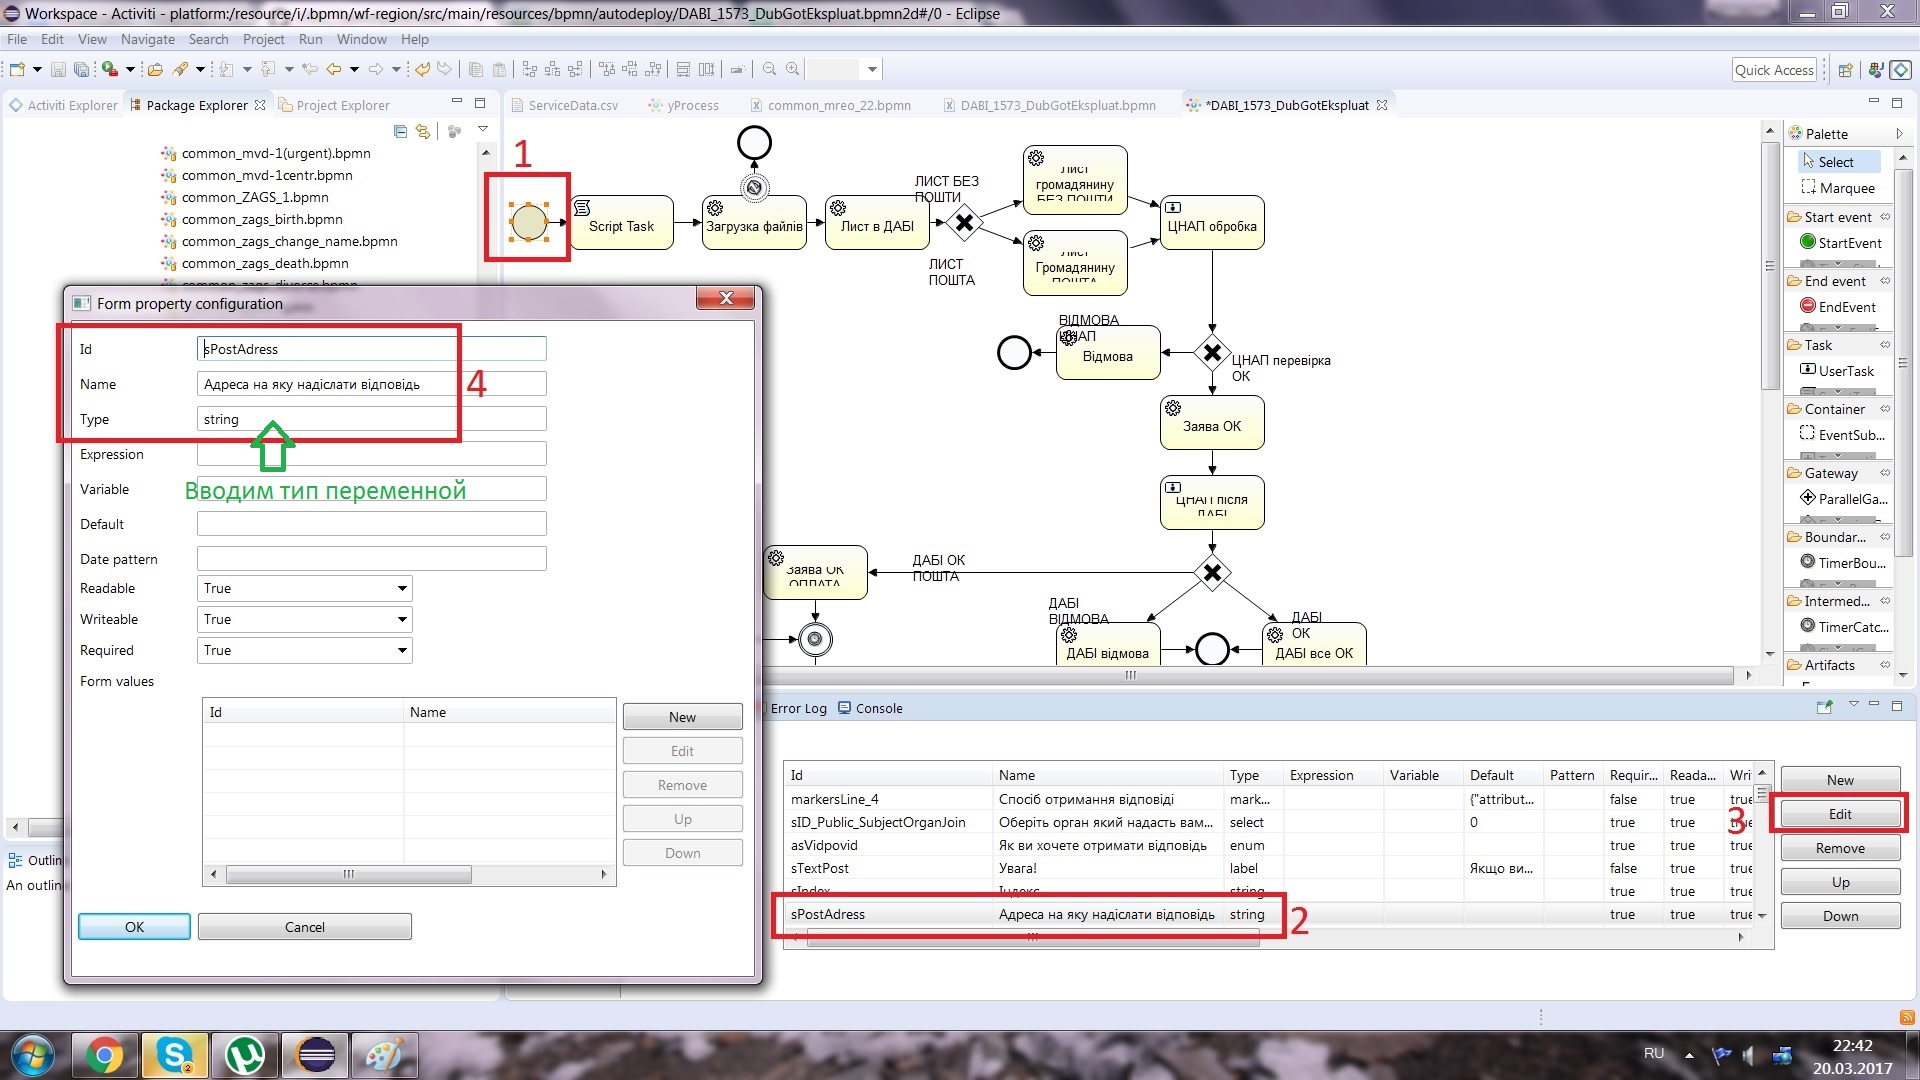 Workspace - Activiti - platform:/resource/i/.bpmn/wf-region/src/main/resources/bpmn/autodeploy/DABI_1573_DubGotEkspluat.bpmn2d#/0 - Eclipse
File Edit View Navigate Search Project Run Window Help
Quick Access
Activiti Explorer Package Explorer Project Explorer
ServiceData.csv yProcess common_mreo_22.bpmn DABI_1573_DubGotEkspluat.bpmn *DABI_1573_DubGotEkspluat
common_mvd-1(urgent).bpmn
common_mvd-1centr.bpmn
common_ZAGS_1.bpmn
common_zags_birth.bpmn
common_zags_change_name.bpmn
common_zags_death.bpmn
common_zags_divorce.bpmn
1
Script Task
Загрузка файлів
Лист в ДАБІ
ЛИСТ БЕЗ
ПОШТИ
ЛИСТ
ПОШТА
Лист
громадянину
БЕЗ ПОШТИ
Лист
Громадянину
ПОШТА
ЦНАП обробка
ВІДМОВА
ЦНАП
Відмова
ЦНАП перевірка
ОК
Заява ОК
ЦНАП після
ДАБІ
Заява ОК
ОПЛАТА
ДАБІ ОК
ПОШТА
ДАБІ
ВІДМОВА
ДАБІ відмова
ДАБІ
ОК
ДАБІ все ОК
Palette
Select
Marquee
Start event
StartEvent
End event
EndEvent
Task
UserTask
Container
EventSub...
Gateway
ParallelGa...
Boundar...
TimerBou...
Intermed...
TimerCatc...
Artifacts
Form property configuration
Id sPostAdress
Name Адреса на яку надіслати відповідь
4
Type string
Expression
Variable
Вводим тип переменной
Default
Date pattern
Readable True
Writeable True
Required True
Form values
Id Name
New
Edit
Remove
Up
Down
OK Cancel
Outlin
An outlin
Error Log Console
Id Name Type Expression Variable Default Pattern Requir... Reada... Wri
markersLine_4 Спосіб отримання відповіді mark... {"attribut... false true true
sID_Public_SubjectOrganJoin Оберіть орган який надасть вам... select 0 true true true
asVidpovid Як ви хочете отримати відповідь enum true true true
sTextPost Увага! label Якщо ви... false true true
sIndex Індекс string true true true
sPostAdress Адреса на яку надіслати відповідь string true true true
2
New
3
Edit
Remove
Up
Down
2
RU
22:42
20.03.2017